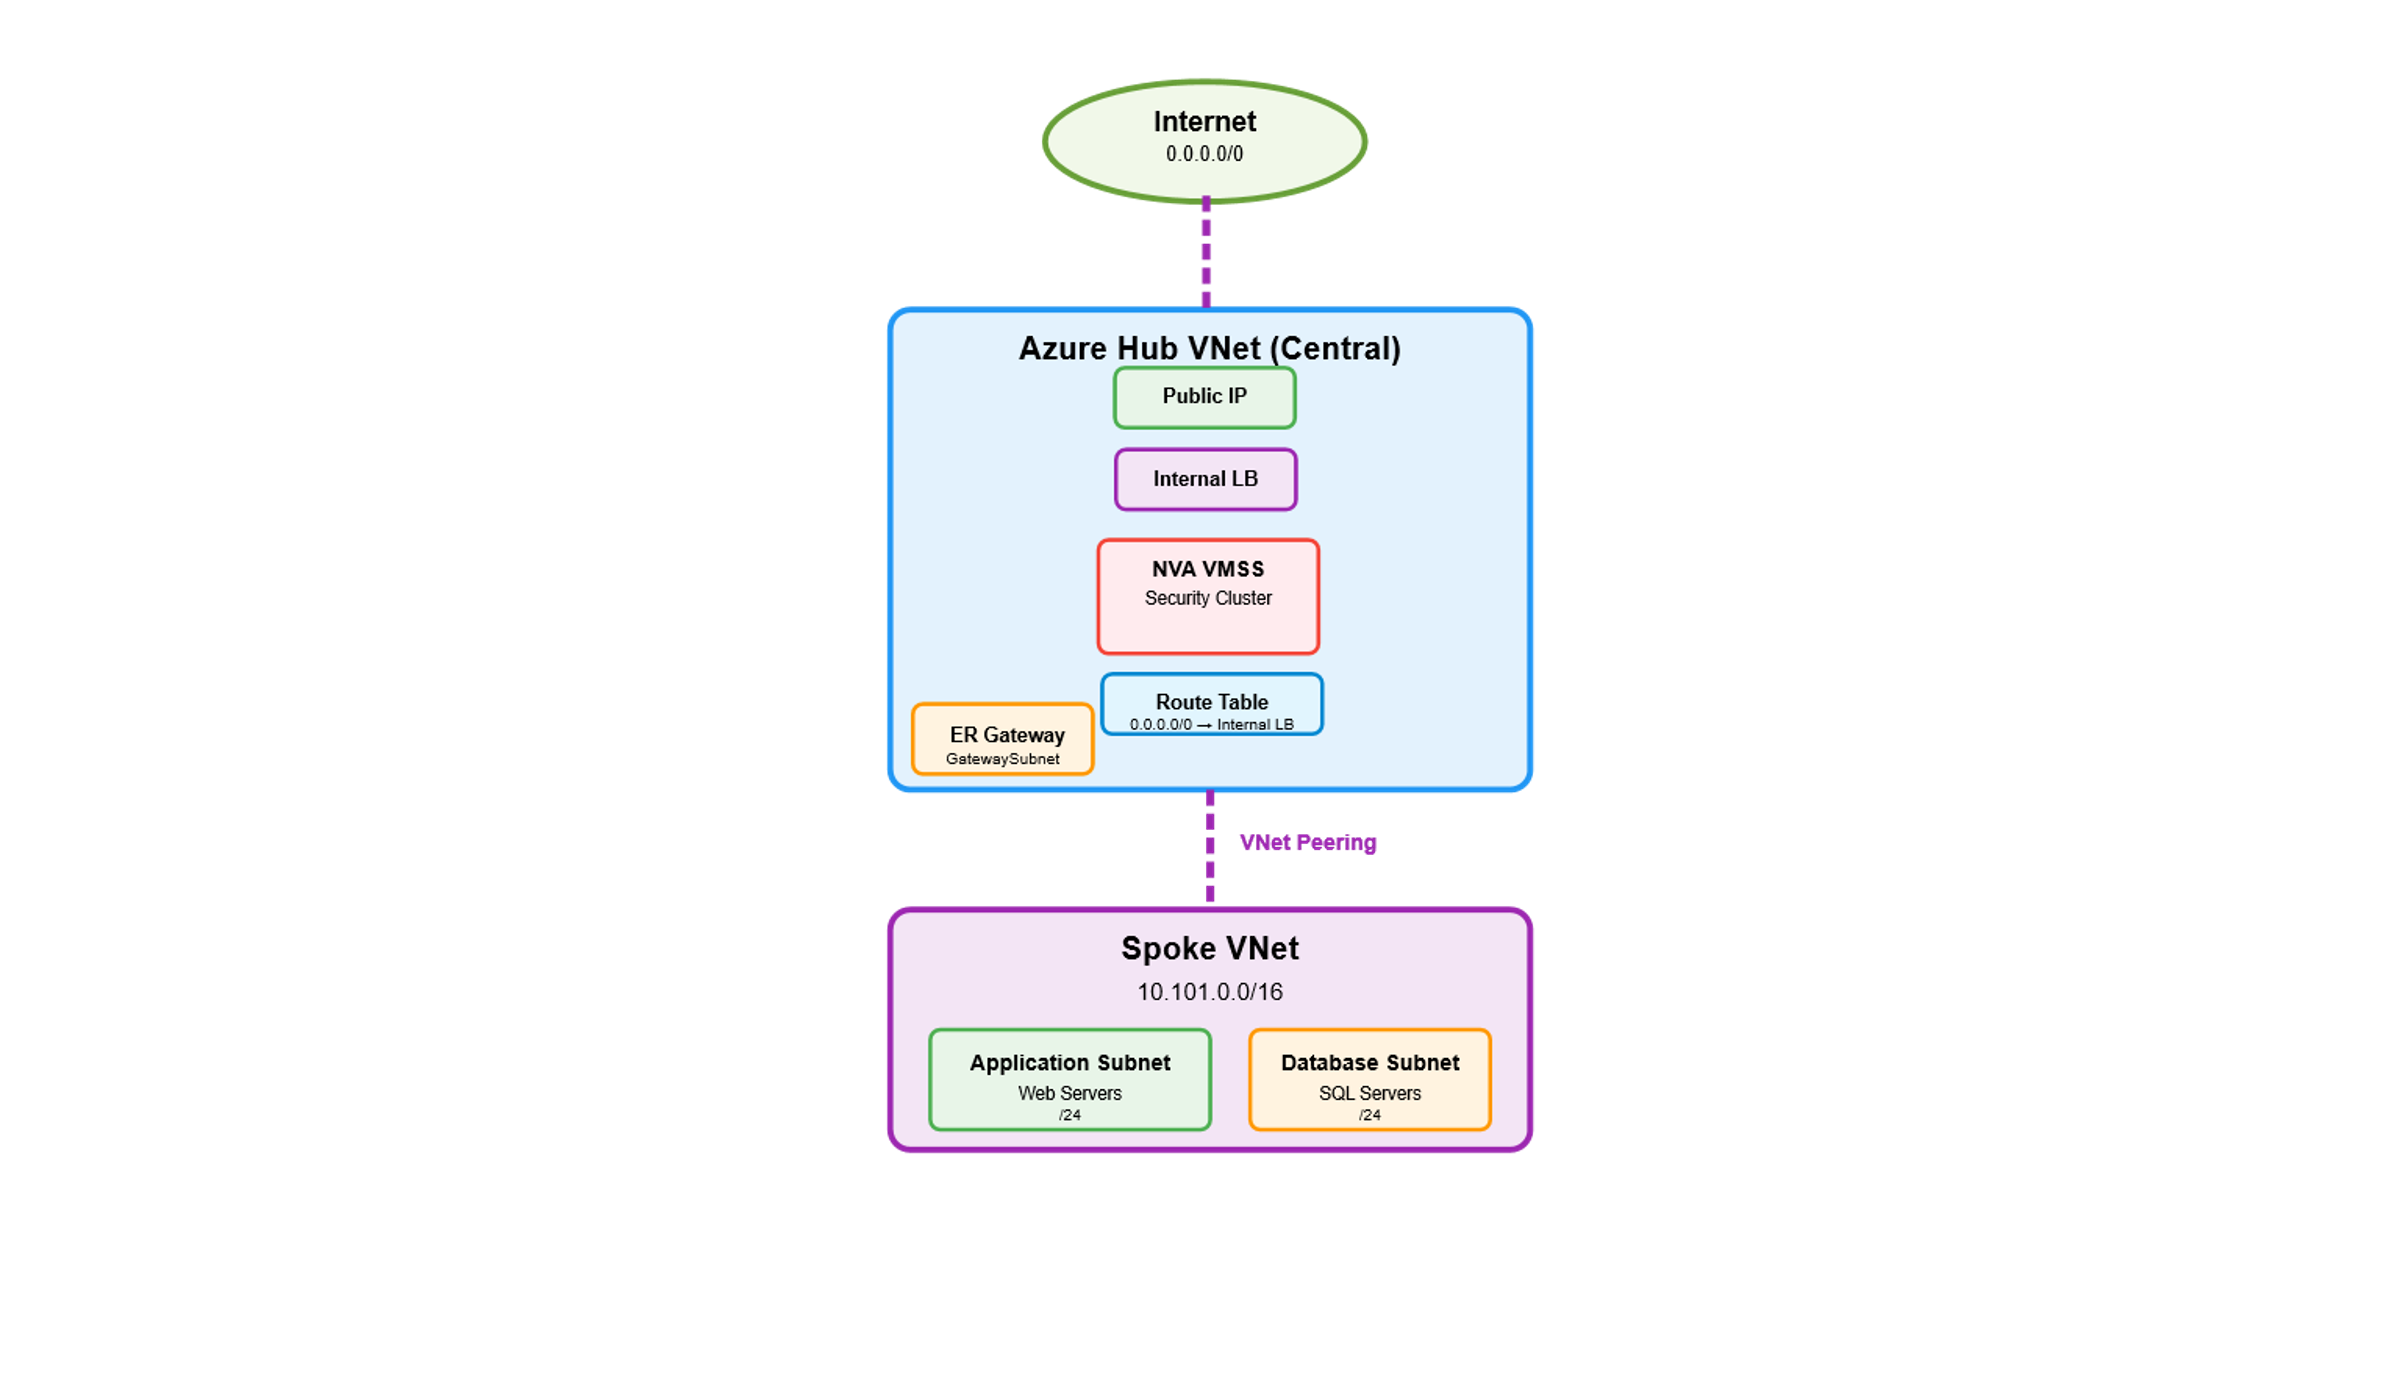 Internet
0.0.0.0/0
Azure Hub VNet (Central)
Public IP
Internal LB
NVA VMSS
Security Cluster
Route Table
0.0.0.0/0 → Internal LB
ER Gateway
GatewaySubnet
VNet Peering
Spoke VNet
10.101.0.0/16
Application Subnet
Web Servers
/24
Database Subnet
SQL Servers
/24